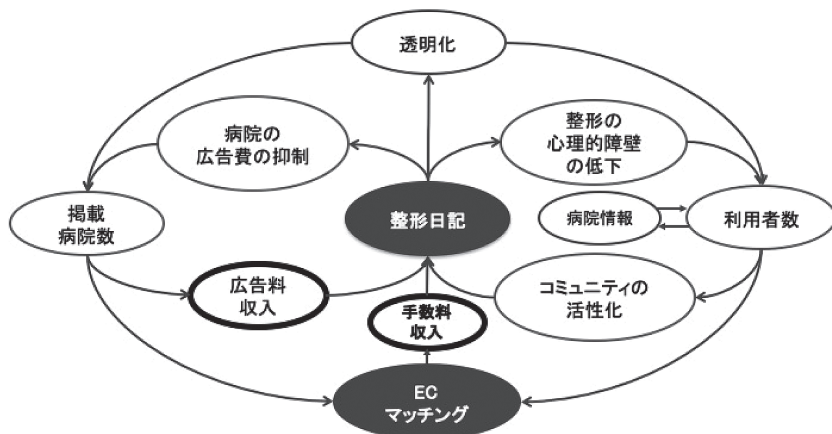 透明化
病院の
広告費の抑制
整形の
心理的障壁
の低下
掲載
病院数
整形日記
病院情報
利用者数
広告料
収入
手数料
収入
コミュニティの
活性化
EC
マッチング